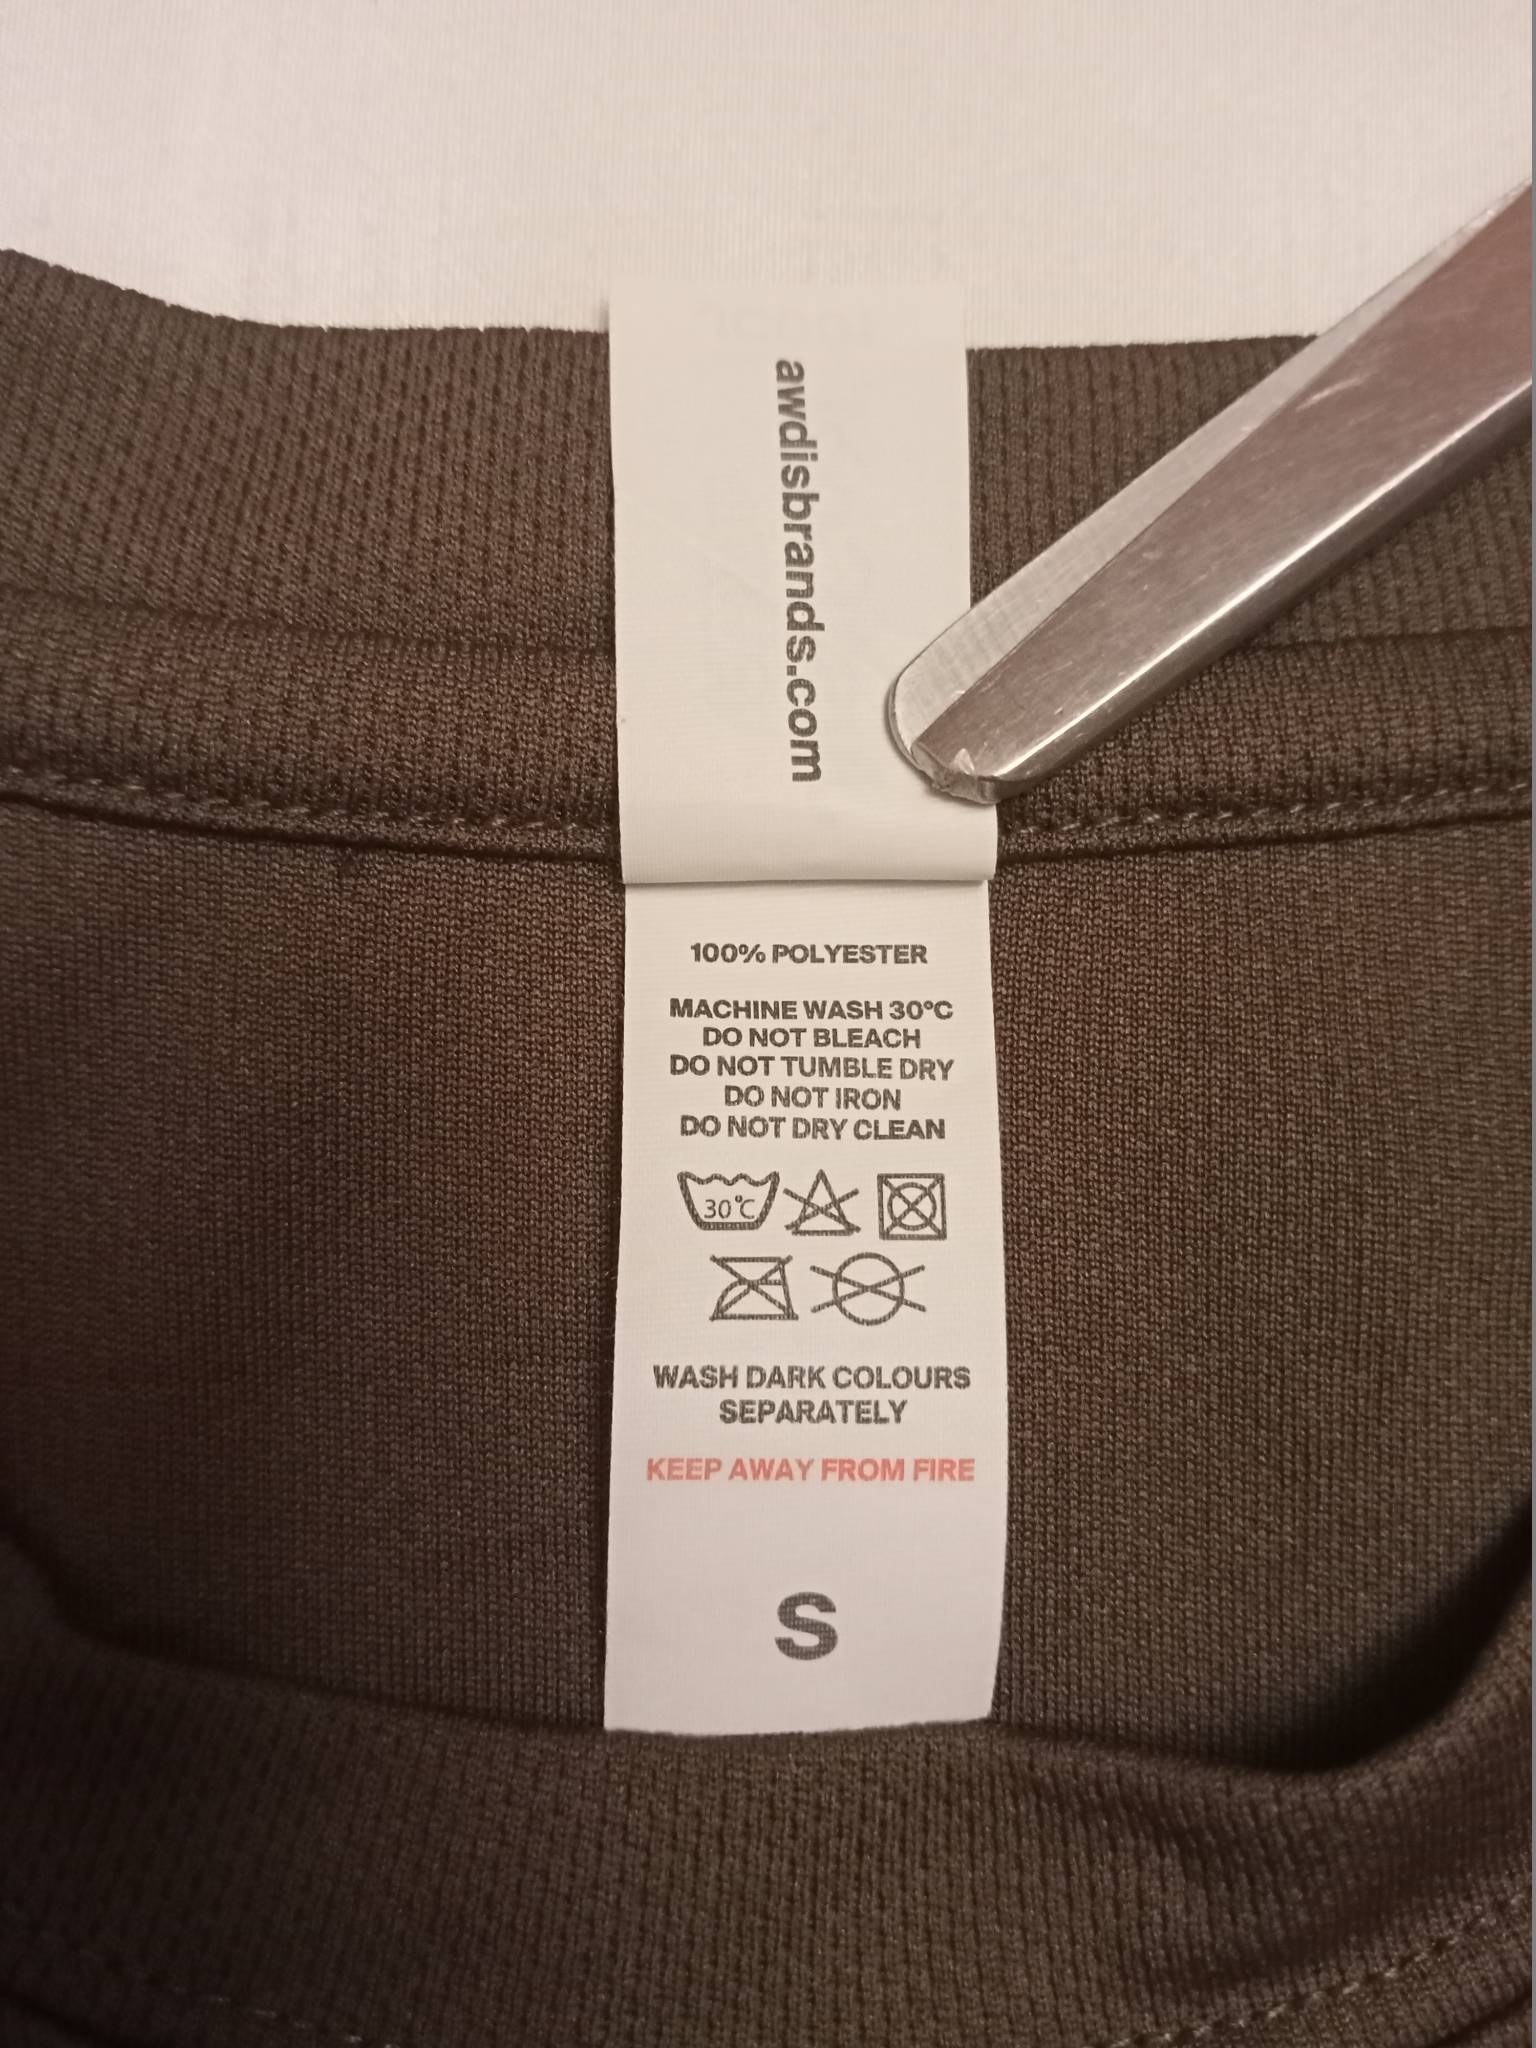 awdisbrands.com
100% POLYESTER
MACHINE WASH 30°C
DO NOT BLEACH
DO NOT TUMBLE DRY
DO NOT IRON
DO NOT DRY CLEAN
30°C
WASH DARK COLOURS
SEPARATELY
KEEP AWAY FROM FIRE
S